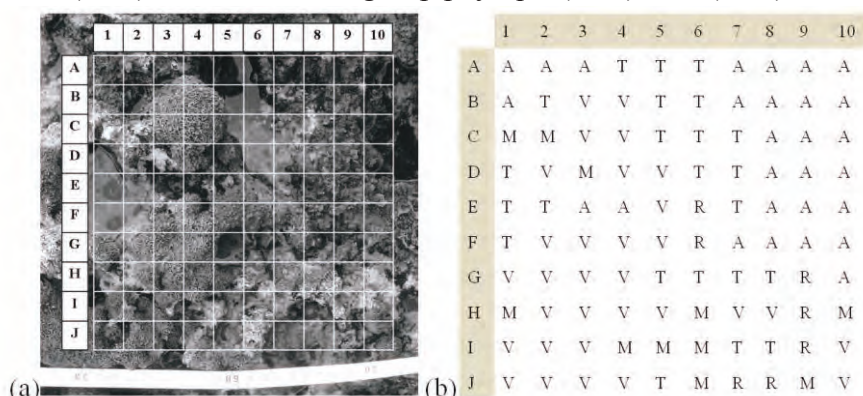 1 2 3 4 5 6 7 8 9 10
A
B
C
D
E
F
G
H
I
J
(a)
1 2 3 4 5 6 7 8 9 10
A A A A T T T A A A A
B A T V V T T A A A A
C M M V V T T T A A A
D T V M V V T T A A A
E T T A A V R T A A A
F T V V V V R A A A A
G V V V V T T T T R A
H M V V V V M V V R M
I V V V M M M T T R V
J V V V V T M R R M V
(b)